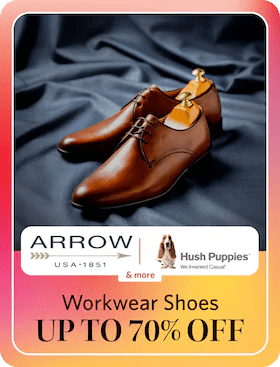 ARROW
USA•1851
Hush Puppies
We Invented Casual
& more
Workwear Shoes
UP TO 70% OFF